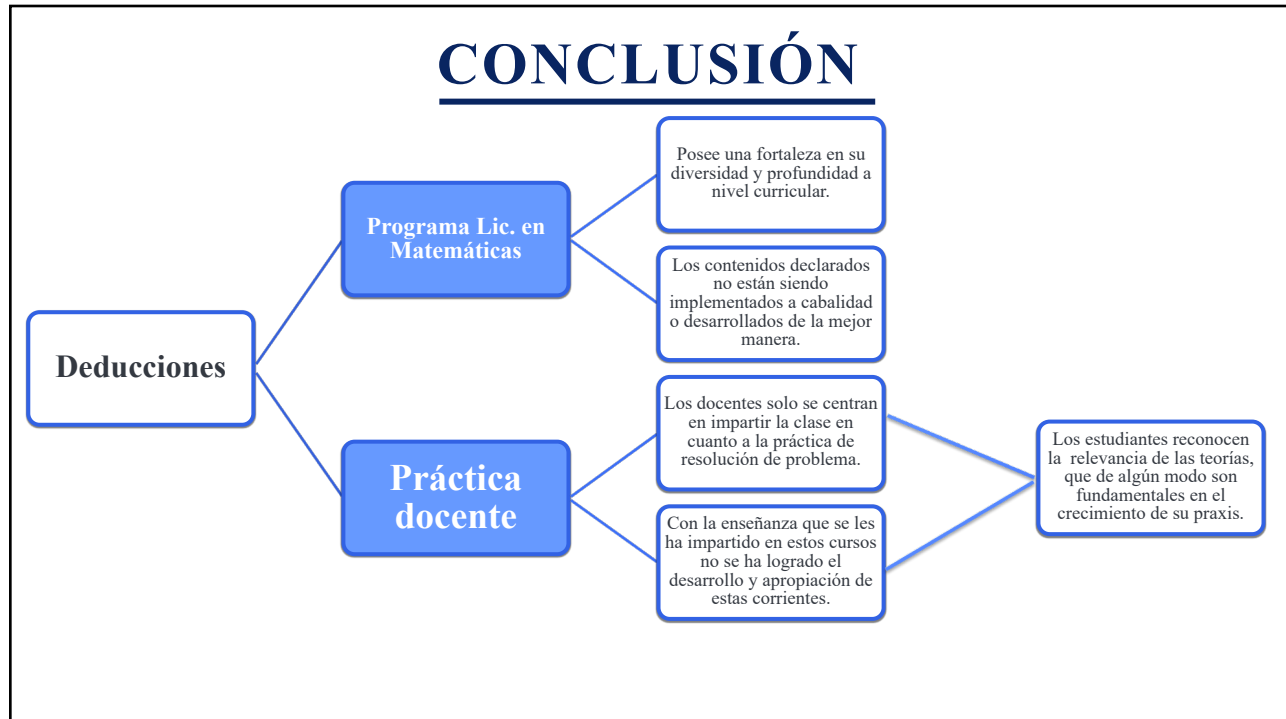 CONCLUSIÓN
Deducciones
Programa Lic. en
Matemáticas
Posee una fortaleza en su
diversidad y profundidad a
nivel curricular.
Los contenidos declarados
no están siendo
implementados a cabalidad
o desarrollados de la mejor
manera.
Práctica
docente
Los docentes solo se centran
en impartir la clase en
cuanto a la práctica de
resolución de problema.
Con la enseñanza que se les
ha impartido en estos cursos
no se ha logrado el
desarrollo y apropiación de
estas corrientes.
Los estudiantes reconocen
la relevancia de las teorías,
que de algún modo son
fundamentales en el
crecimiento de su praxis.